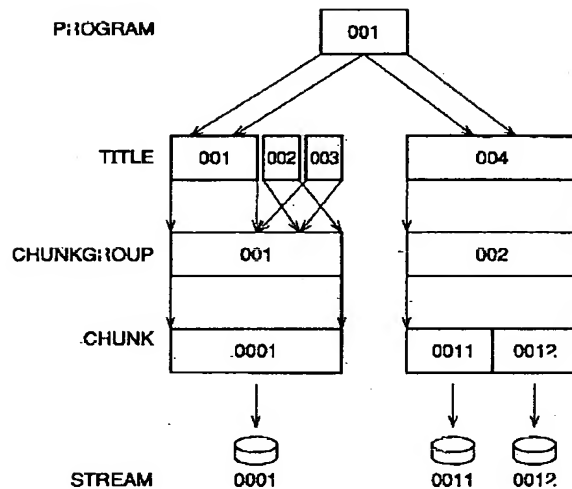 PROGRAM 001
TITLE 001 002 003 004
CHUNKGROUP 001 002
CHUNK 0001 0011 0012
STREAM 0001 0011 0012